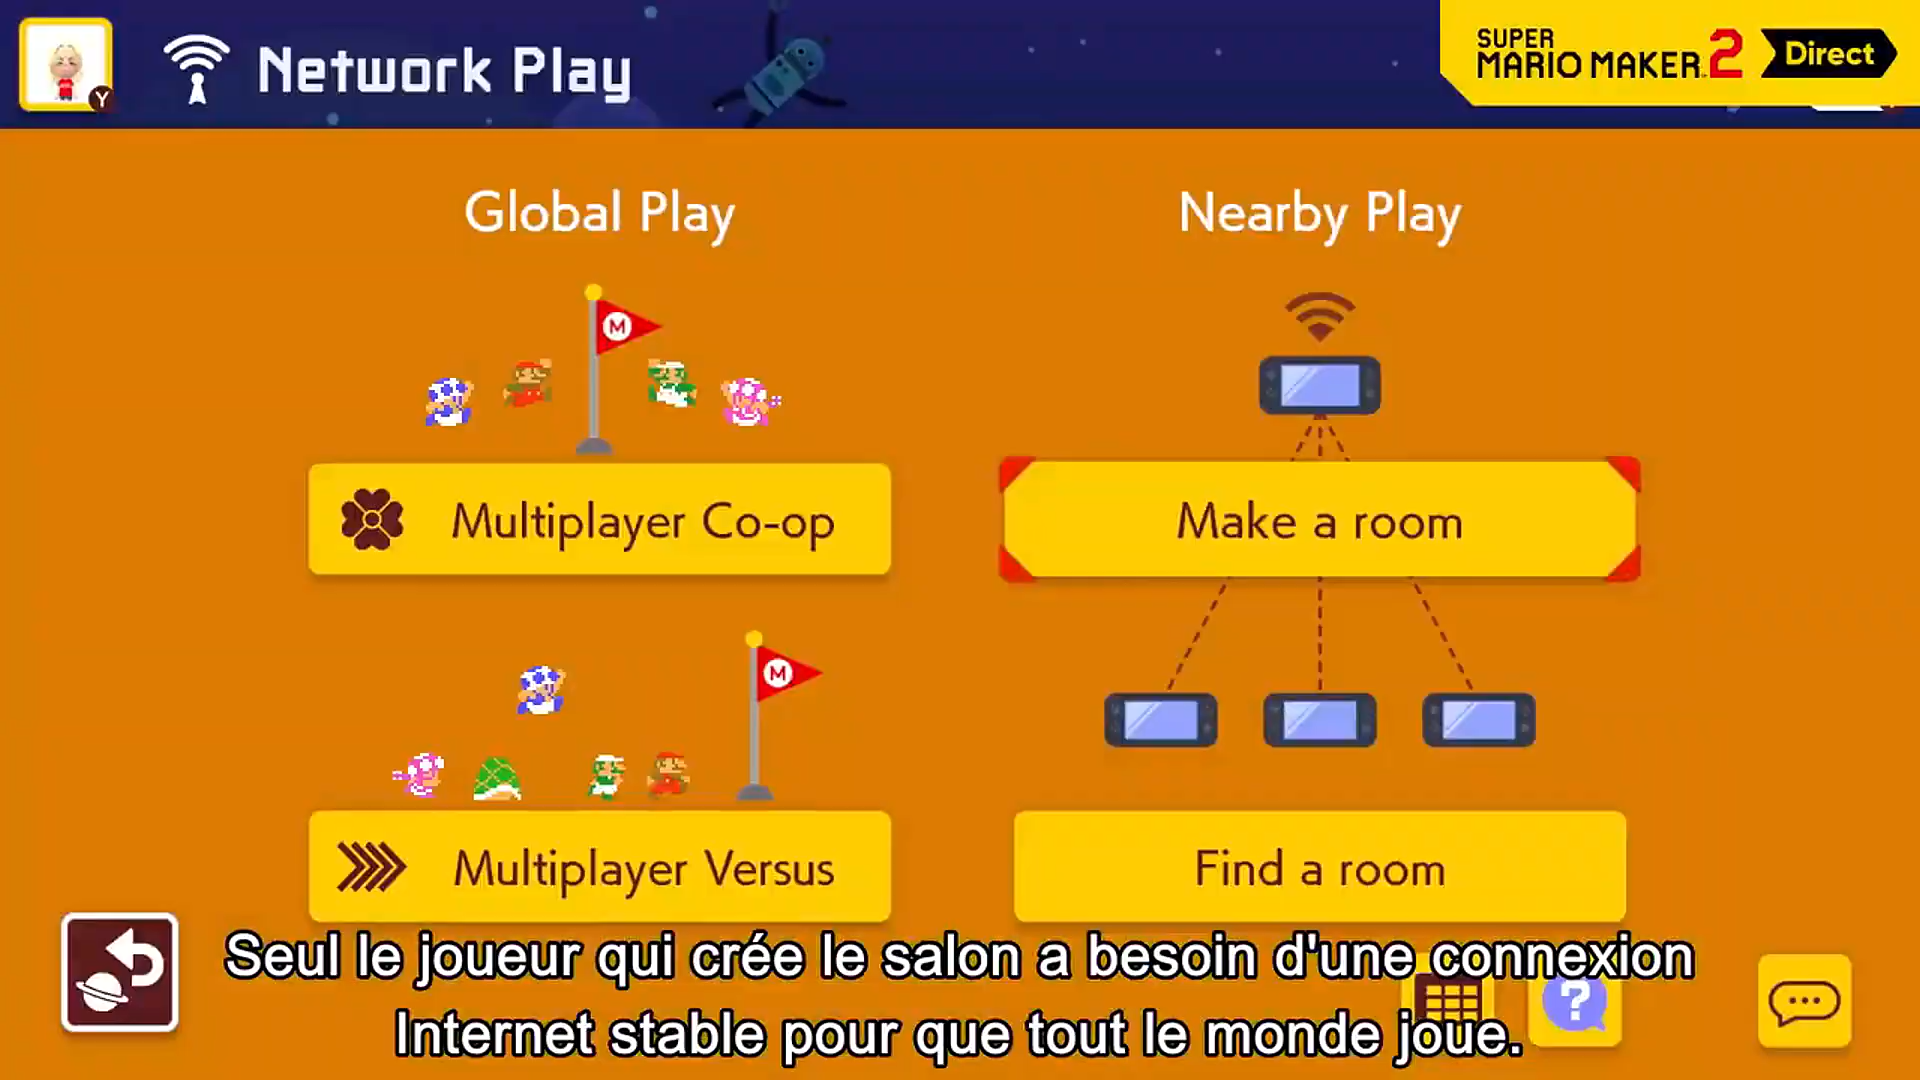 Y
Network Play
SUPER
MARIO MAKER 2
Direct
Global Play
Nearby Play
M
Multiplayer Co-op
Make a room
M
Multiplayer Versus
Find a room
Seul le joueur qui crée le salon a besoin d'une connexion
Internet stable pour que tout le monde joue.
?